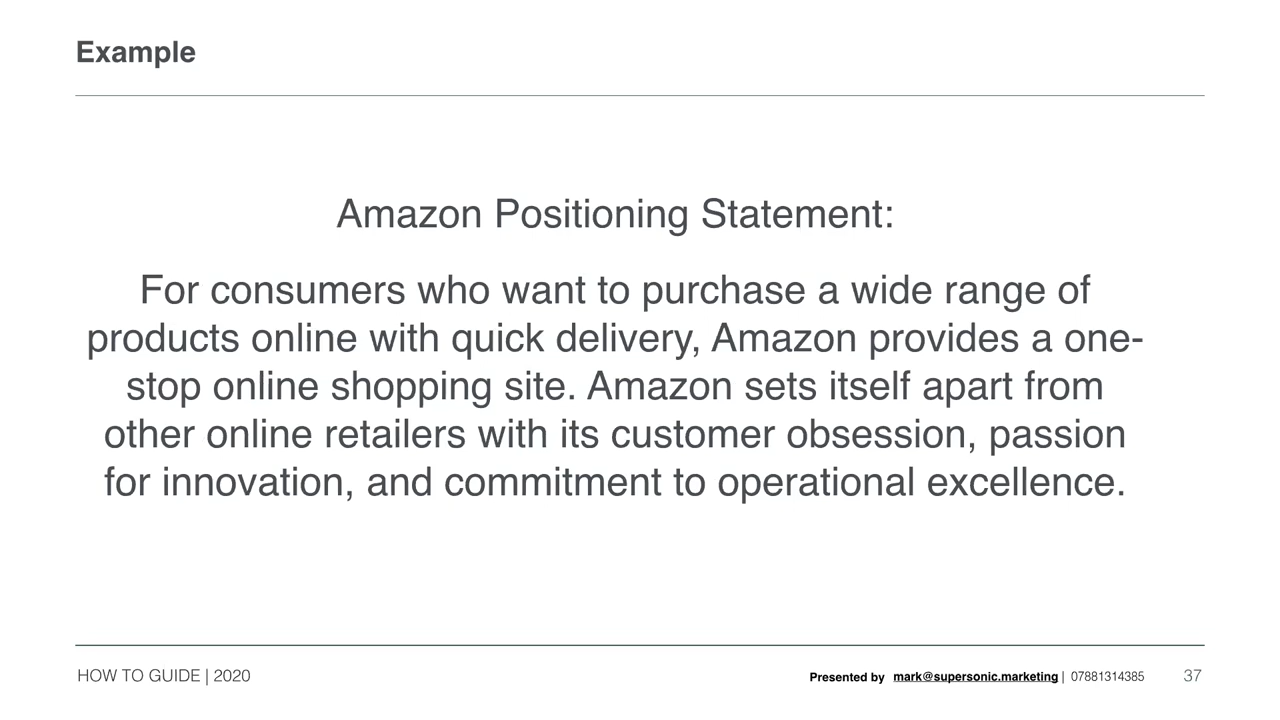 Example
Amazon Positioning Statement:
For consumers who want to purchase a wide range of
products online with quick delivery, Amazon provides a one-
stop online shopping site. Amazon sets itself apart from
other online retailers with its customer obsession, passion
for innovation, and commitment to operational excellence.
HOW TO GUIDE | 2020
Presented by mark@supersonic.marketing | 07881314385
37